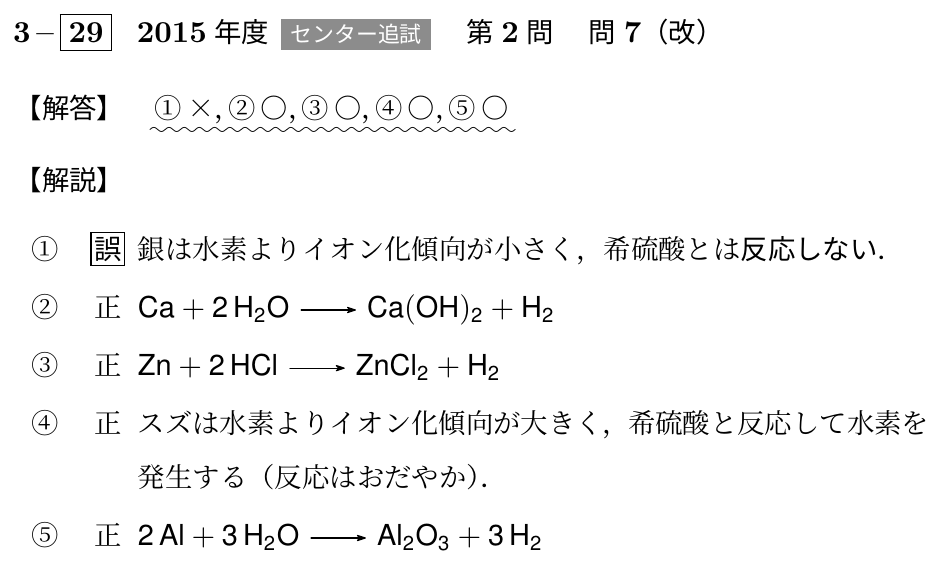 3－29 2015 年度 センター追試 第 2 問 問 7（改）
【解答】 ① ×, ② ○, ③ ○, ④ ○, ⑤ ○
【解説】
① 誤 銀は水素よりイオン化傾向が小さく，希硫酸とは反応しない．
② 正 Ca + 2 H₂O ⟶ Ca(OH)₂ + H₂
③ 正 Zn + 2 HCl ⟶ ZnCl₂ + H₂
④ 正 スズは水素よりイオン化傾向が大きく，希硫酸と反応して水素を
発生する（反応はおだやか）．
⑤ 正 2 Al + 3 H₂O ⟶ Al₂O₃ + 3 H₂